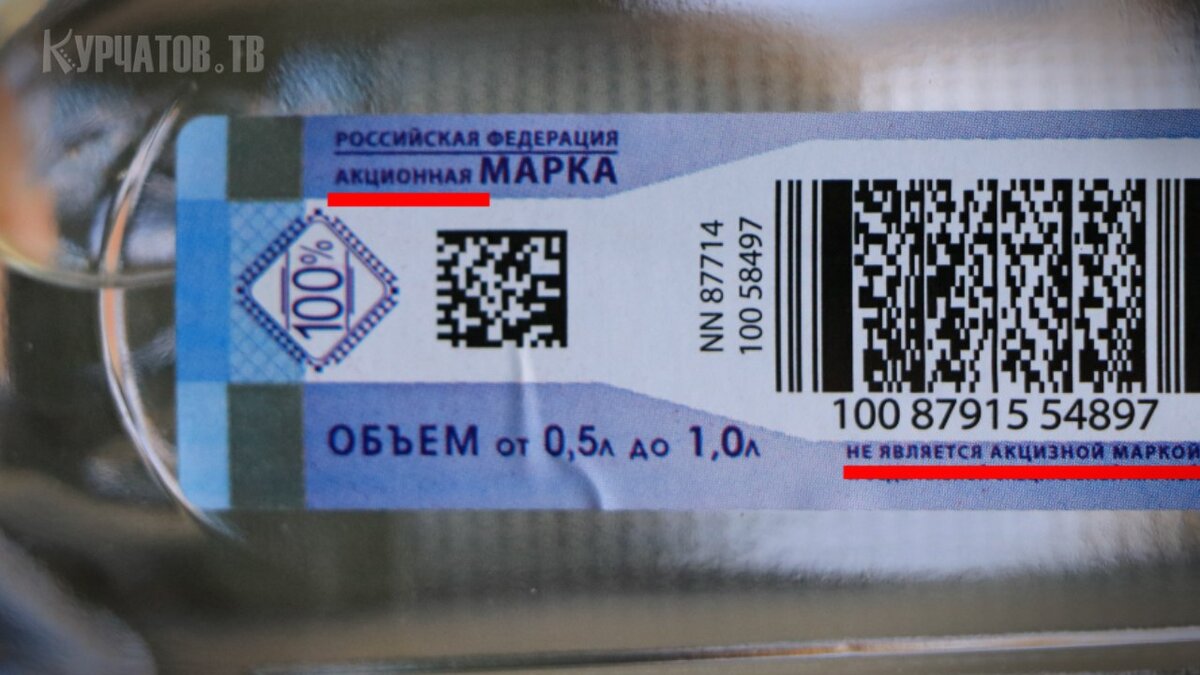 КУРЧАТОВ.ТВ
РОССИЙСКАЯ ФЕДЕРАЦИЯ
АКЦИОННАЯ МАРКА
100%
NN 87714
100 58497
100 87915 54897
ОБЪЕМ от 0,5л до 1,0л
НЕ ЯВЛЯЕТСЯ АКЦИЗНОЙ МАРКОЙ